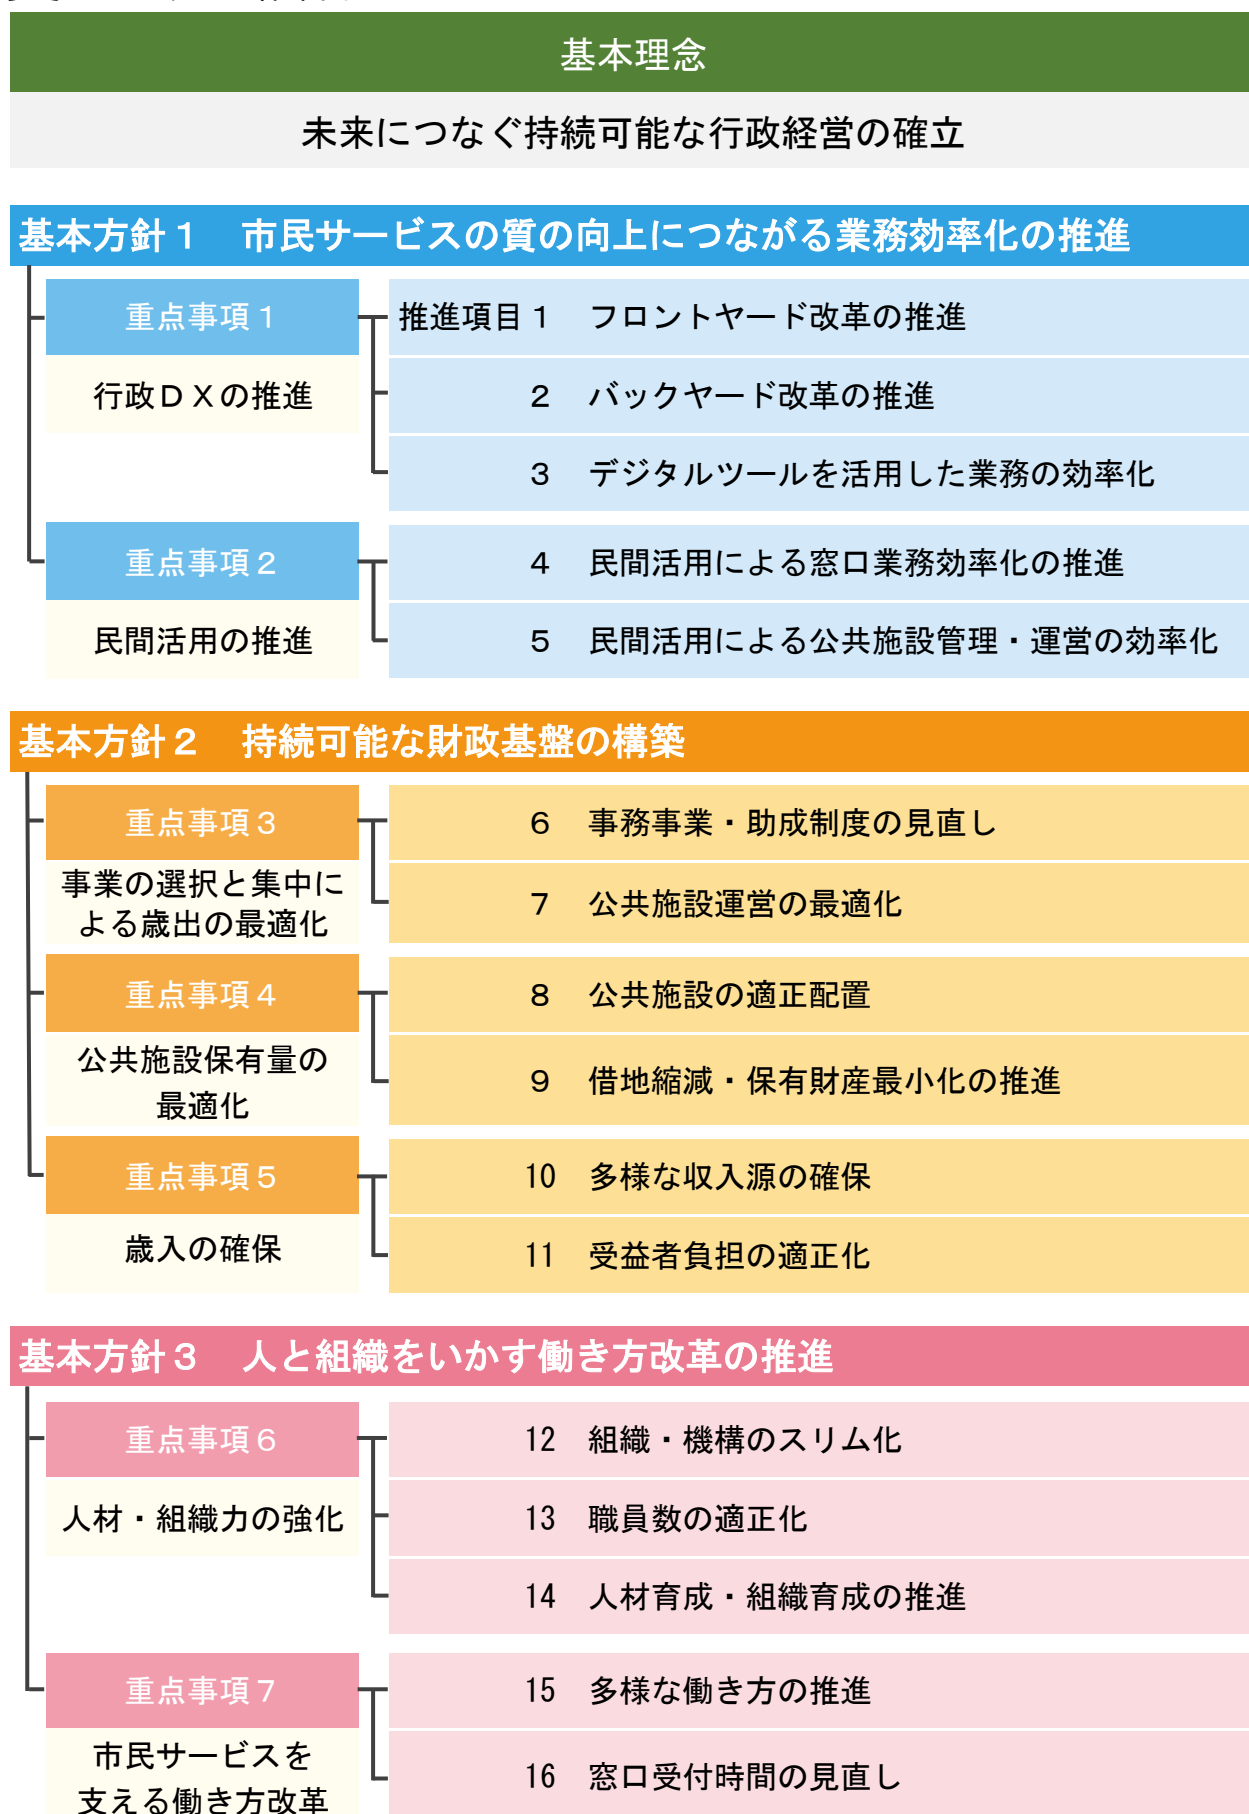 基本理念
未来につなぐ持続可能な行政経営の確立
基本方針１　市民サービスの質の向上につながる業務効率化の推進
重点事項１
行政ＤＸの推進
推進項目１　フロントヤード改革の推進
２　バックヤード改革の推進
３　デジタルツールを活用した業務の効率化
重点事項２
民間活用の推進
４　民間活用による窓口業務効率化の推進
５　民間活用による公共施設管理・運営の効率化
基本方針２　持続可能な財政基盤の構築
重点事項３
事業の選択と集中に
よる歳出の最適化
６　事務事業・助成制度の見直し
７　公共施設運営の最適化
重点事項４
公共施設保有量の
最適化
８　公共施設の適正配置
９　借地縮減・保有財産最小化の推進
重点事項５
歳入の確保
10　多様な収入源の確保
11　受益者負担の適正化
基本方針３　人と組織をいかす働き方改革の推進
重点事項６
人材・組織力の強化
12　組織・機構のスリム化
13　職員数の適正化
14　人材育成・組織育成の推進
重点事項７
市民サービスを
支える働き方改革
15　多様な働き方の推進
16　窓口受付時間の見直し